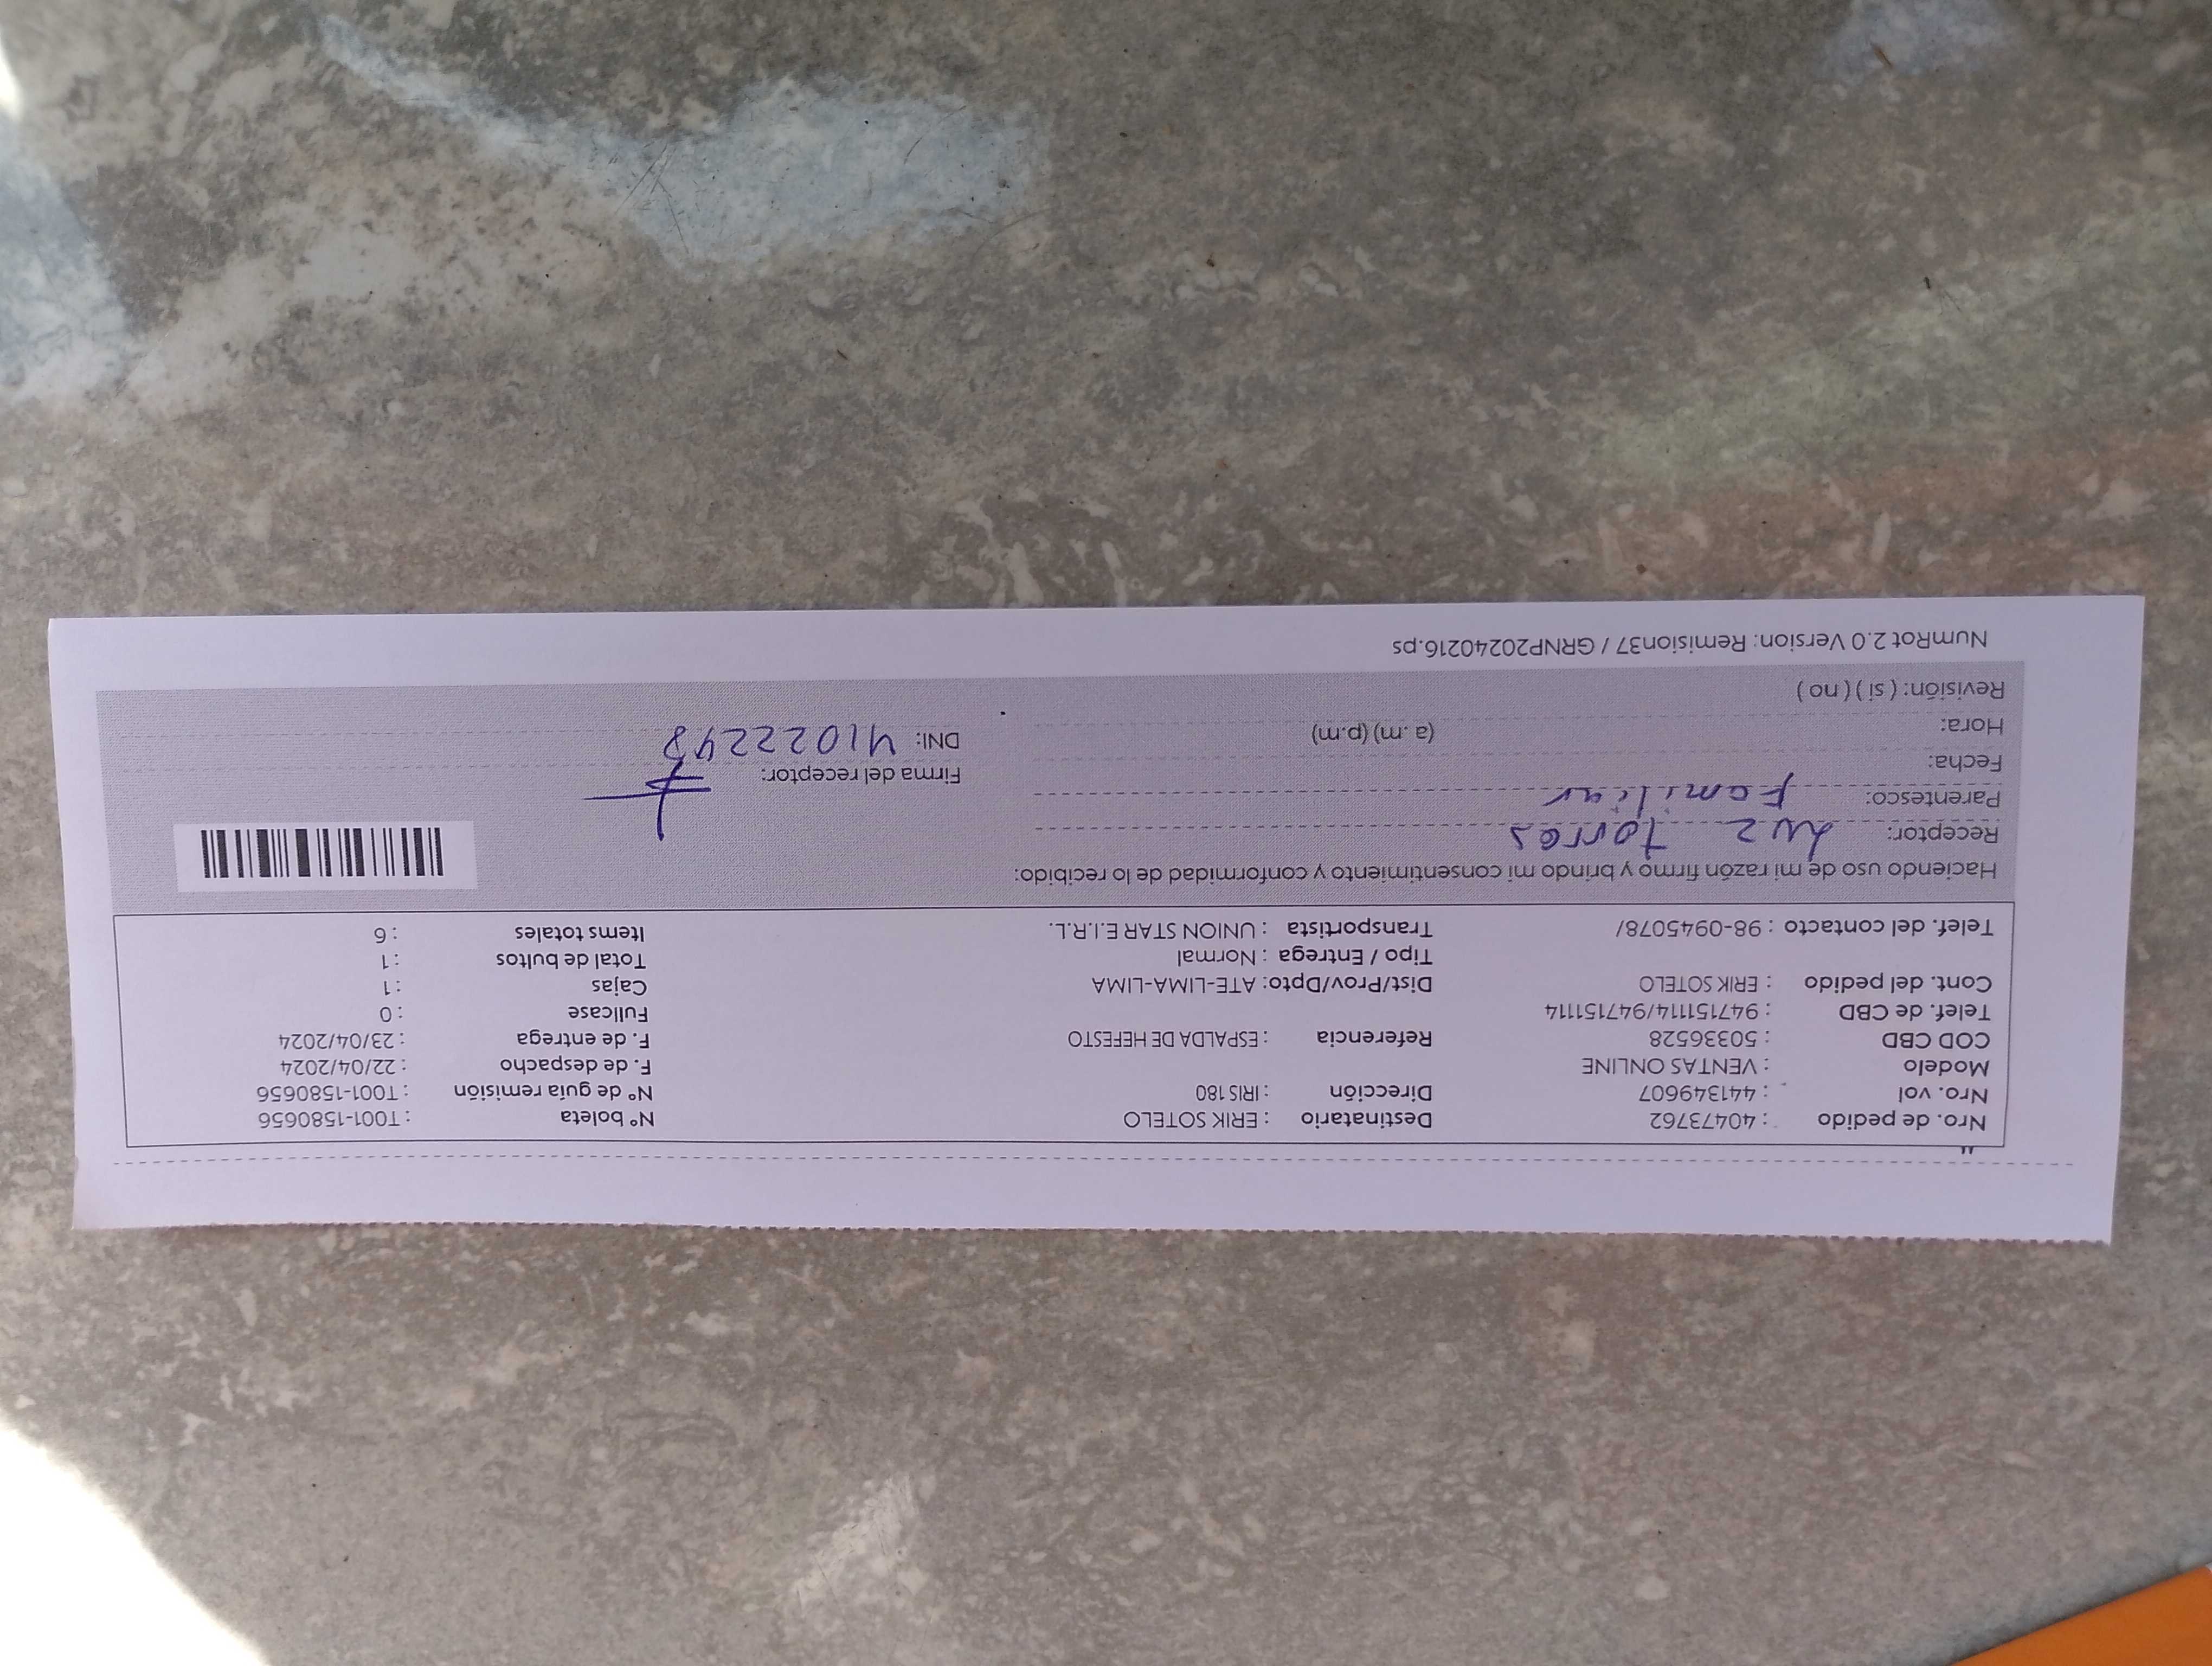 Nro. de pedido : 40473762 Destinatario : ERIK SOTELO N° boleta : T001-1580656
Nro. vol : 441349607 Dirección : IRIS 180 N° de guía remisión : T001-1580656
Modelo : VENTAS ONLINE F. de despacho : 22/04/2024
COD CBD : 50336528 Referencia : ESPALDA DE HEFESTO F. de entrega : 23/04/2024
Telef. de CBD : 947151114/947151114 Fullcase : 0
Cont. del pedido : ERIK SOTELO Dist/Prov/Dpto: ATE-LIMA-LIMA Cajas : 1
Tipo / Entrega : Normal Total de bultos : 1
Telef. del contacto : 98-0945078/ Transportista : UNION STAR E.I.R.L. Items totales : 6
Haciendo uso de mi razón firmo y brindo mi consentimiento y conformidad de lo recibido:
Receptor: Luz torres
Parentesco: Familiar
Fecha: Firma del receptor:
Hora: (a .m) (p.m) DNI: 41022248
Revisión: ( si ) ( no )
NumRot 2.0 Version: Remision37 / GRNP20240216.ps